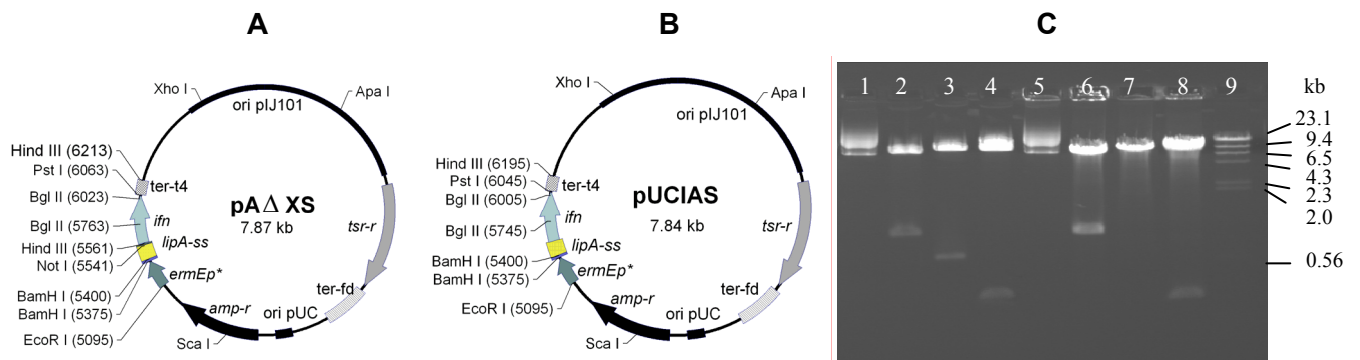 A
Xho I
Apa I
ori pIJ101
Hind III (6213)
Pst I (6063)
ter-t4
Bgl II (6023)
pAΔ XS
7.87 kb
ifn
Bgl II (5763)
tsr-r
Hind III (5561)
lipA-ss
Not I (5541)
ermEp*
BamH I (5400)
ter-fd
BamH I (5375)
amp-r
ori pUC
EcoR I (5095)
Sca I
B
Xho I
Apa I
ori pIJ101
Hind III (6195)
Pst I (6045)
ter-t4
Bgl II (6005)
pUCIAS
7.84 kb
ifn
Bgl II (5745)
tsr-r
lipA-ss
BamH I (5400)
BamH I (5375)
ermEp*
ter-fd
EcoR I (5095)
amp-r
ori pUC
Sca I
C
1 2 3 4 5 6 7 8 9 kb
23.1
9.4
6.5
4.3
2.3
2.0
0.56